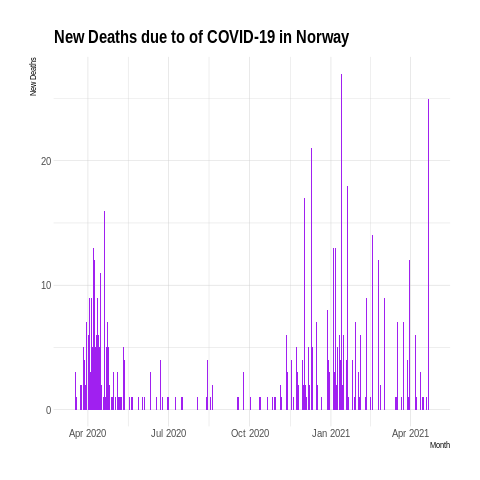 New Deaths due to of COVID-19 in Norway
New Deaths
20
10
0
Apr 2020 Jul 2020 Oct 2020 Jan 2021 Apr 2021
Month